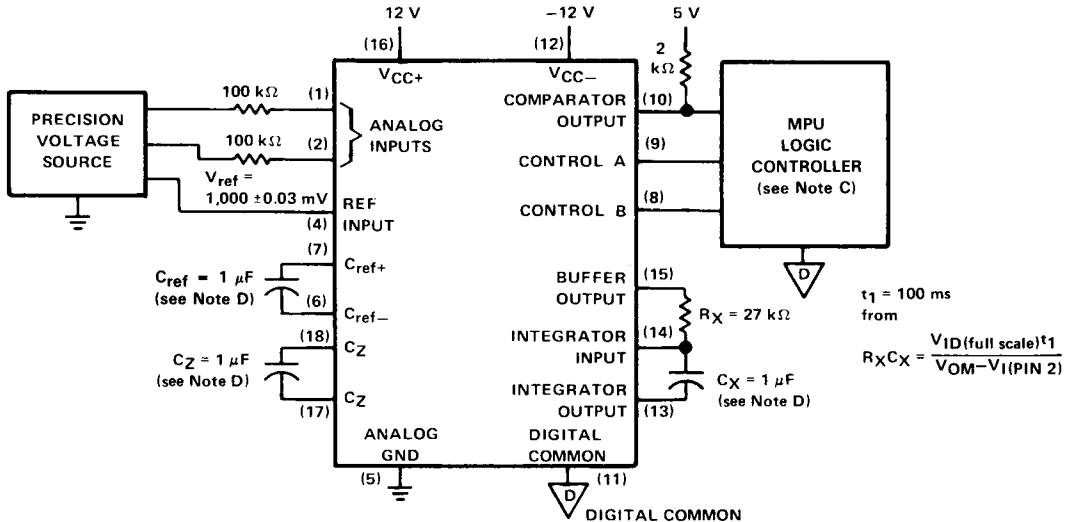 12 V
–12 V
5 V
(16)
(12)
2
kΩ
VCC+
VCC–
PRECISION
VOLTAGE
SOURCE
100 kΩ
(1)
100 kΩ
(2)
ANALOG
INPUTS
Vref =
1,000 ±0.03 mV
(4)
REF
INPUT
(7)
Cref = 1 μF
(see Note D)
Cref+
(6)
Cref–
(18)
CZ = 1 μF
(see Note D)
CZ
CZ
(17)
ANALOG
GND
(5)
COMPARATOR
OUTPUT
(10)
CONTROL A
(9)
CONTROL B
(8)
MPU
LOGIC
CONTROLLER
(see Note C)
D
BUFFER
OUTPUT
(15)
RX = 27 kΩ
INTEGRATOR
INPUT
(14)
CX = 1 μF
(see Note D)
INTEGRATOR
OUTPUT
(13)
DIGITAL
COMMON
(11)
D
DIGITAL COMMON
t1 = 100 ms
from
RXCX = VID(full scale)t1
VOM–VI(PIN 2)